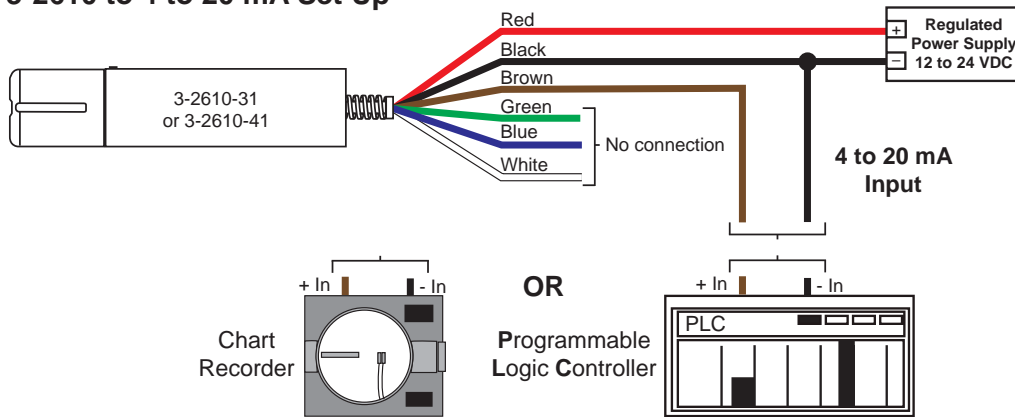 3-2610 to 4 to 20 mA Set-Up
Red
Black
Brown
Green
Blue
White
No connection
+
−
Regulated
Power Supply
12 to 24 VDC
3-2610-31
or 3-2610-41
4 to 20 mA
Input
+ In
- In
OR
+ In
- In
Chart
Recorder
Programmable
Logic Controller
PLC